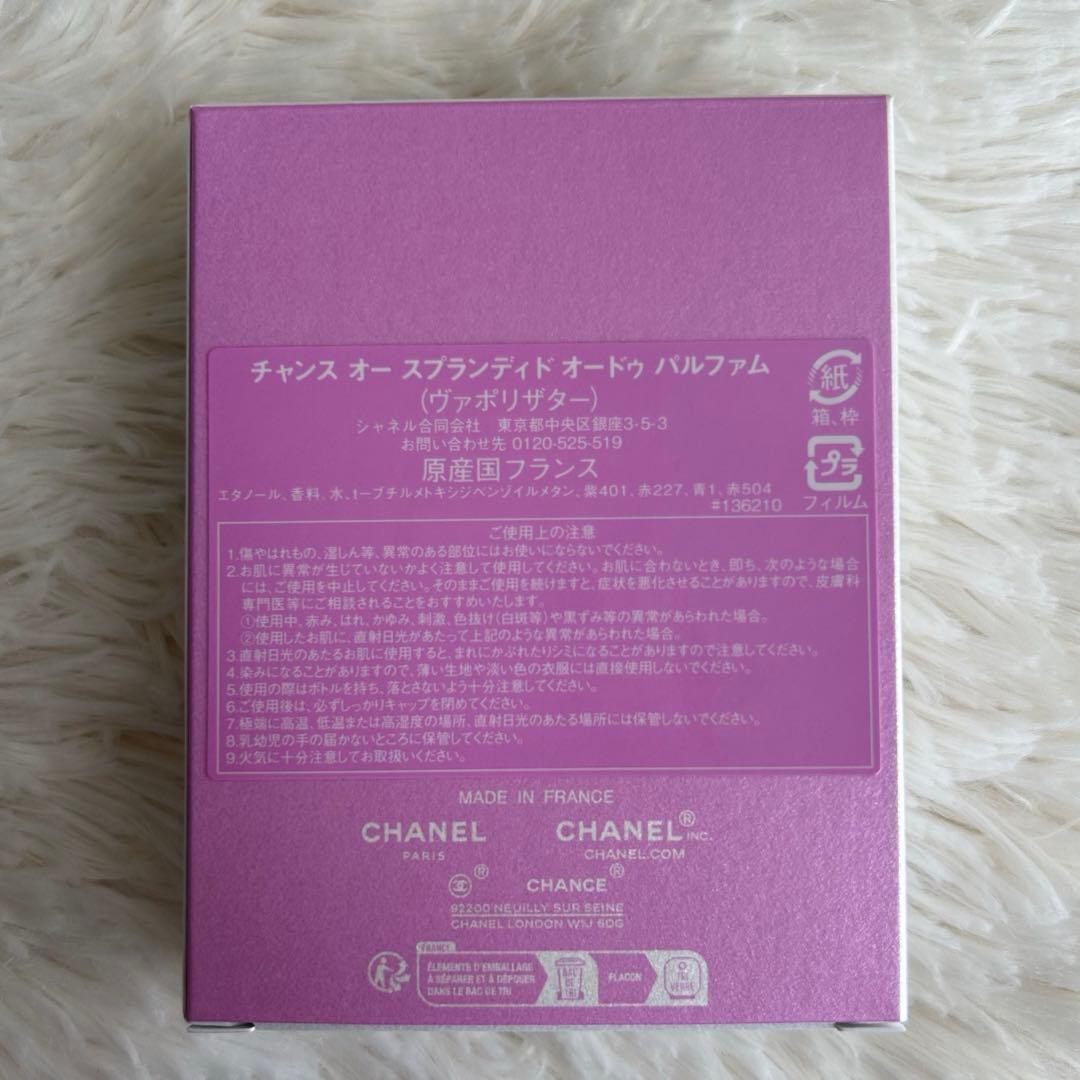 チャンス オー スプランディド オードゥ パルファム
(ヴァポリザター)
シャネル合同会社 東京都中央区銀座3-5-3
お問い合わせ先 0120-525-519
原産国フランス
エタノール、香料、水、t-ブチルメトキシジベンゾイルメタン、紫401、赤227、青1、赤504
#136210
紙
箱、枠
プラ
フィルム
ご使用上の注意
1.傷やはれもの、湿しん等、異常のある部位にはお使いにならないでください。
2.お肌に異常が生じていないかよく注意して使用してください。お肌に合わないとき、即ち、次のような場合
には、ご使用を中止してください。そのままご使用を続けますと、症状を悪化させることがありますので、皮膚科
専門医等にご相談されることをおすすめいたします。
①使用中、赤み、はれ、かゆみ、刺激、色抜け(白斑等)や黒ずみ等の異常があらわれた場合。
②使用したお肌に、直射日光があたって上記のような異常があらわれた場合。
3.直射日光のあたるお肌に使用すると、まれにかぶれたりシミになることがありますので注意してください。
4.染みになることがありますので、薄い生地や淡い色の衣服には直接使用しないでください。
5.使用の際はボトルを持ち、落とさないよう十分注意してください。
6.ご使用後は、必ずしっかりキャップを閉めてください。
7.極端に高温、低温または高湿度の場所、直射日光のあたる場所には保管しないでください。
8.乳幼児の手の届かないところに保管してください。
9.火気に十分注意してお取扱いください。
MADE IN FRANCE
CHANEL CHANEL® INC.
PARIS CHANEL.COM
® CHANCE®
92200 NEUILLY SUR SEINE
CHANEL LONDON W1J 6DG
FRANCE
ÉLÉMENTS D'EMBALLAGE
À SÉPARER ET À DÉPOSER
DANS LE BAC DE TRI
BAC
DE
TRI
FLACON
TRI
VERRE